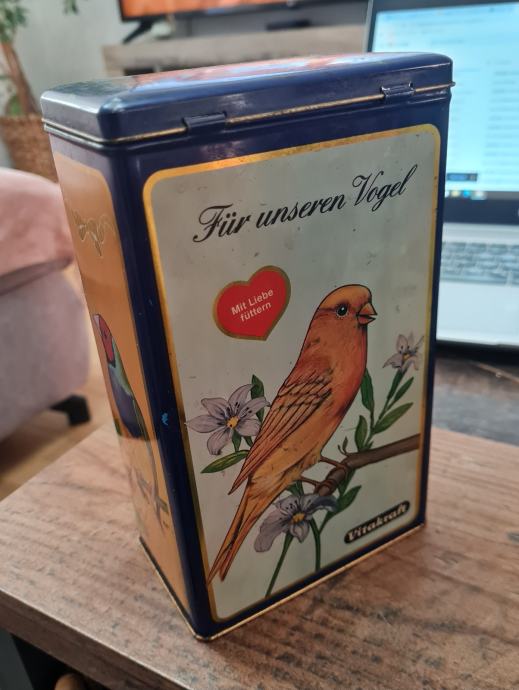 Für unseren Vogel
Mit Liebe
füttern
Vitakraft